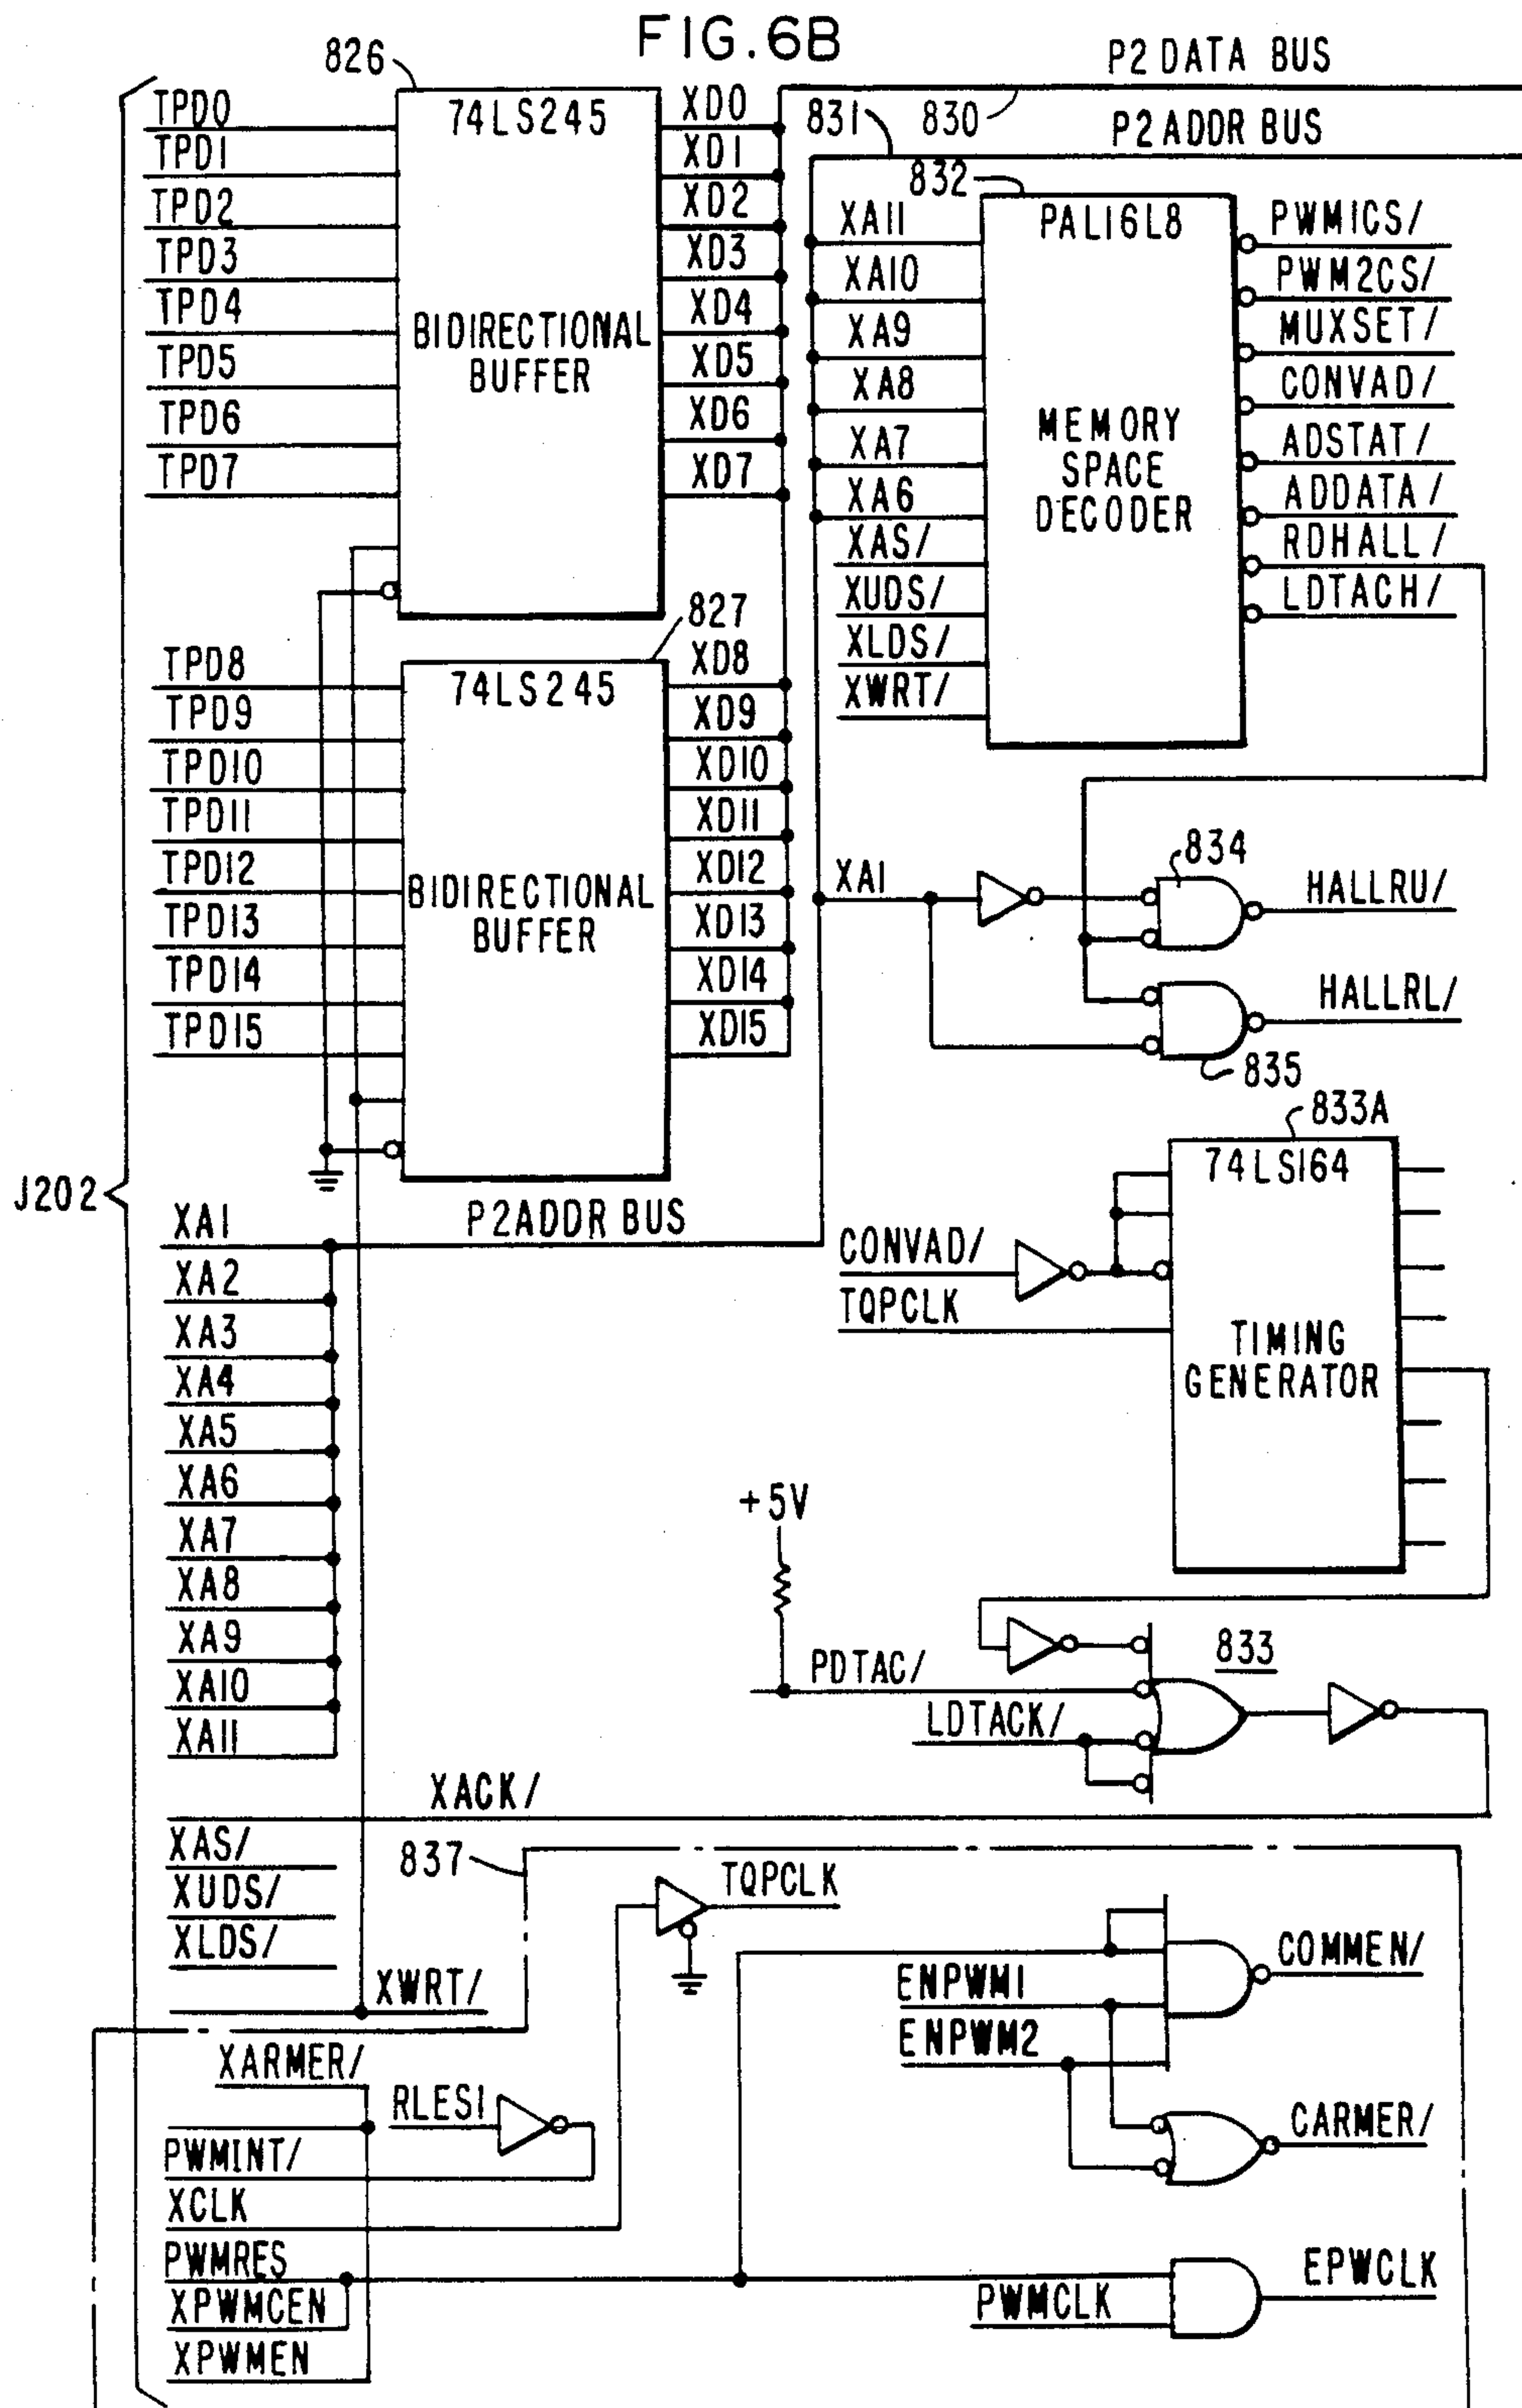 FIG.6B
826
P2 DATA BUS
830
831
P2 ADDR BUS
TPD0
TPD1
TPD2
TPD3
TPD4
TPD5
TPD6
TPD7
74LS245
BIDIRECTIONAL
BUFFER
XD0
XD1
XD2
XD3
XD4
XD5
XD6
XD7
832
XA11
XA10
XA9
XA8
XA7
XA6
XAS/
XUDS/
XLDS/
XWRT/
PAL16L8
MEMORY
SPACE
DECODER
PWM1CS/
PWM2CS/
MUXSET/
CONVAD/
ADSTAT/
ADDATA/
RDHALL/
LDTACH/
827
TPD8
TPD9
TPD10
TPD11
TPD12
TPD13
TPD14
TPD15
74LS245
BIDIRECTIONAL
BUFFER
XD8
XD9
XD10
XD11
XD12
XD13
XD14
XD15
XA1
834
HALLRU/
HALLRL/
835
J202
P2ADDR BUS
XA1
XA2
XA3
XA4
XA5
XA6
XA7
XA8
XA9
XA10
XA11
833A
74LS164
TIMING
GENERATOR
CONVAD/
TQPCLK
+5V
PDTAC/
LDTACK/
833
XACK/
XAS/
XUDS/
XLDS/
XWRT/
837
TQPCLK
ENPWM1
ENPWM2
COMMEN/
CARMER/
XARMER/
RLES1
PWMINT/
XCLK
PWMRES
XPWMCEN
XPWMEN
PWMCLK
EPWCLK